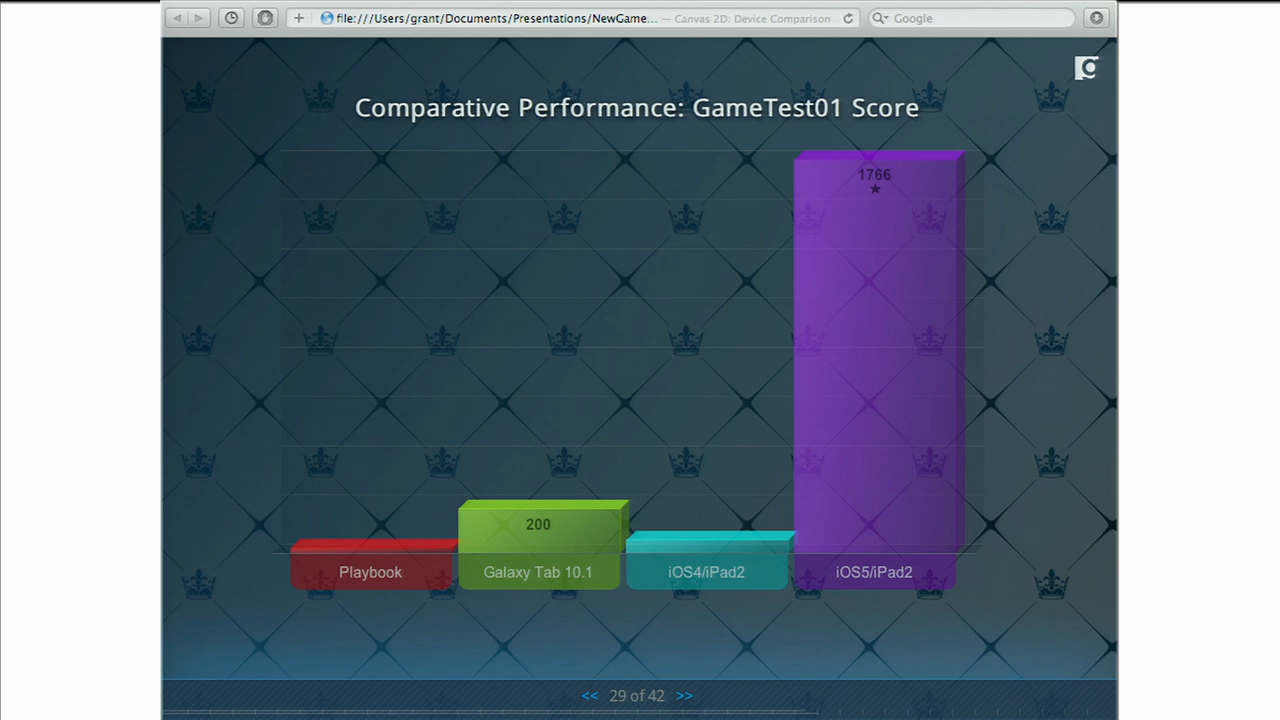 file:///Users/grant/Documents/Presentations/NewGame... — Canvas 2D: Device Comparison
Google
g
Comparative Performance: GameTest01 Score
1766
★
200
Playbook
Galaxy Tab 10.1
iOS4/iPad2
iOS5/iPad2
<< 29 of 42 >>